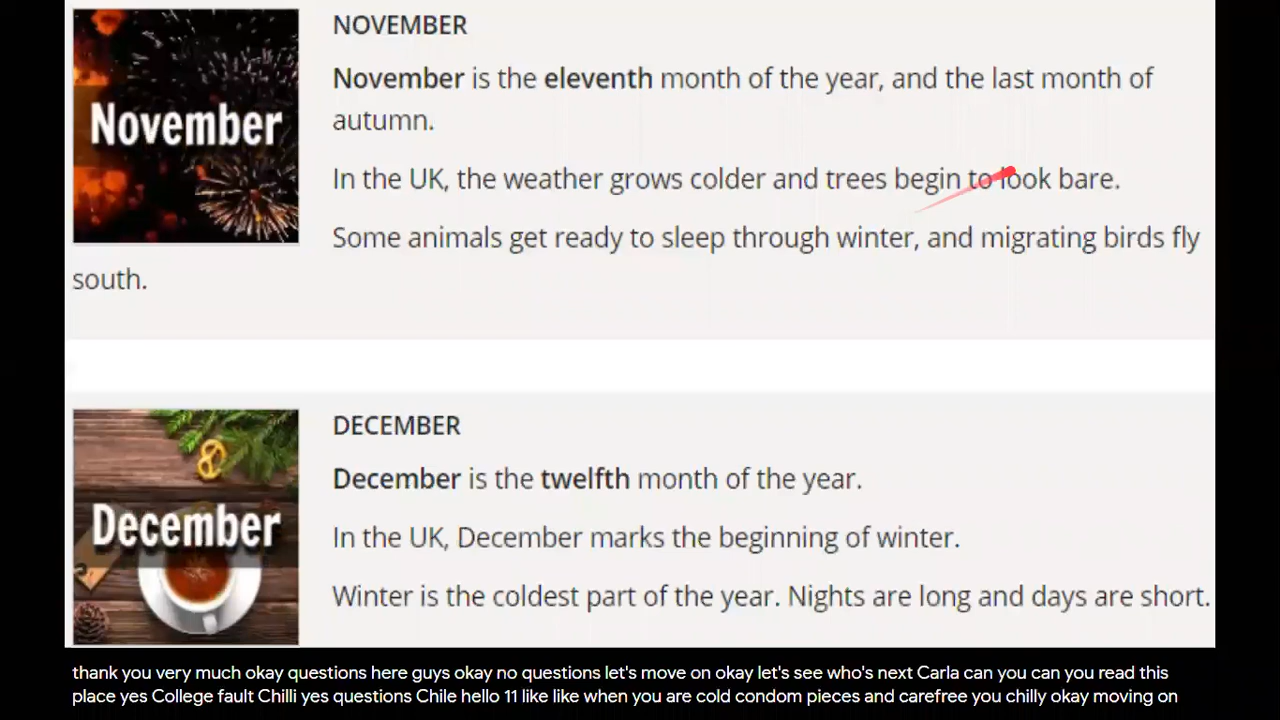 November
NOVEMBER
November is the eleventh month of the year, and the last month of
autumn.
In the UK, the weather grows colder and trees begin to look bare.
Some animals get ready to sleep through winter, and migrating birds fly
south.
December
DECEMBER
December is the twelfth month of the year.
In the UK, December marks the beginning of winter.
Winter is the coldest part of the year. Nights are long and days are short.
thank you very much okay questions here guys okay no questions let's move on okay let's see who's next Carla can you can you read this
place yes College fault Chilli yes questions Chile hello 11 like like when you are cold condom pieces and carefree you chilly okay moving on